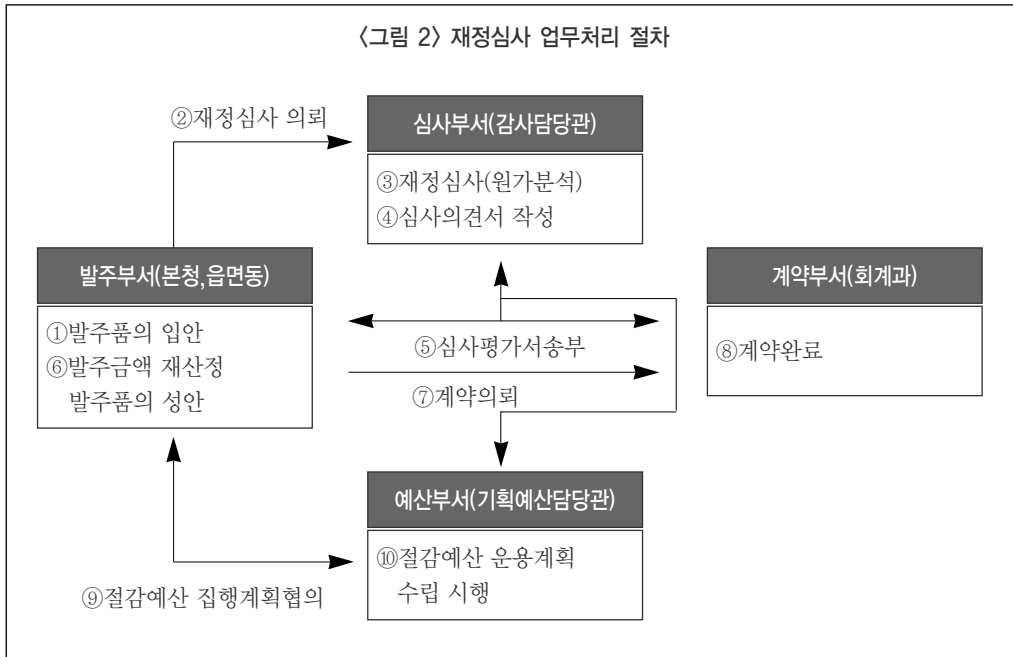 〈그림 2〉 재정심사 업무처리 절차
②재정심사 의뢰
심사부서(감사담당관)
③재정심사(원가분석)
④심사의견서 작성
발주부서(본청,읍면동)
①발주품의 입안
⑥발주금액 재산정
발주품의 성안
⑤심사평가서송부
⑦계약의뢰
계약부서(회계과)
⑧계약완료
예산부서(기획예산담당관)
⑩절감예산 운용계획
수립 시행
⑨절감예산 집행계획협의